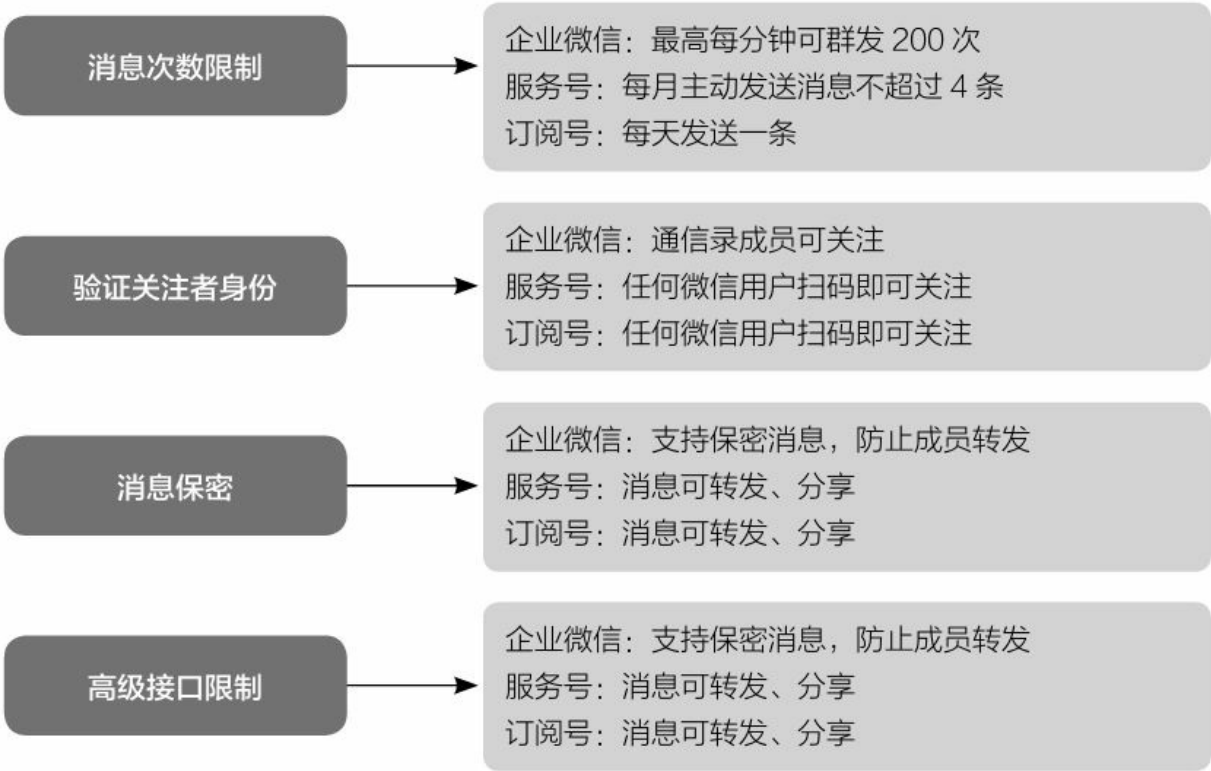 消息次数限制
企业微信：最高每分钟可群发 200 次
服务号：每月主动发送消息不超过 4 条
订阅号：每天发送一条
验证关注者身份
企业微信：通信录成员可关注
服务号：任何微信用户扫码即可关注
订阅号：任何微信用户扫码即可关注
消息保密
企业微信：支持保密消息，防止成员转发
服务号：消息可转发、分享
订阅号：消息可转发、分享
高级接口限制
企业微信：支持保密消息，防止成员转发
服务号：消息可转发、分享
订阅号：消息可转发、分享